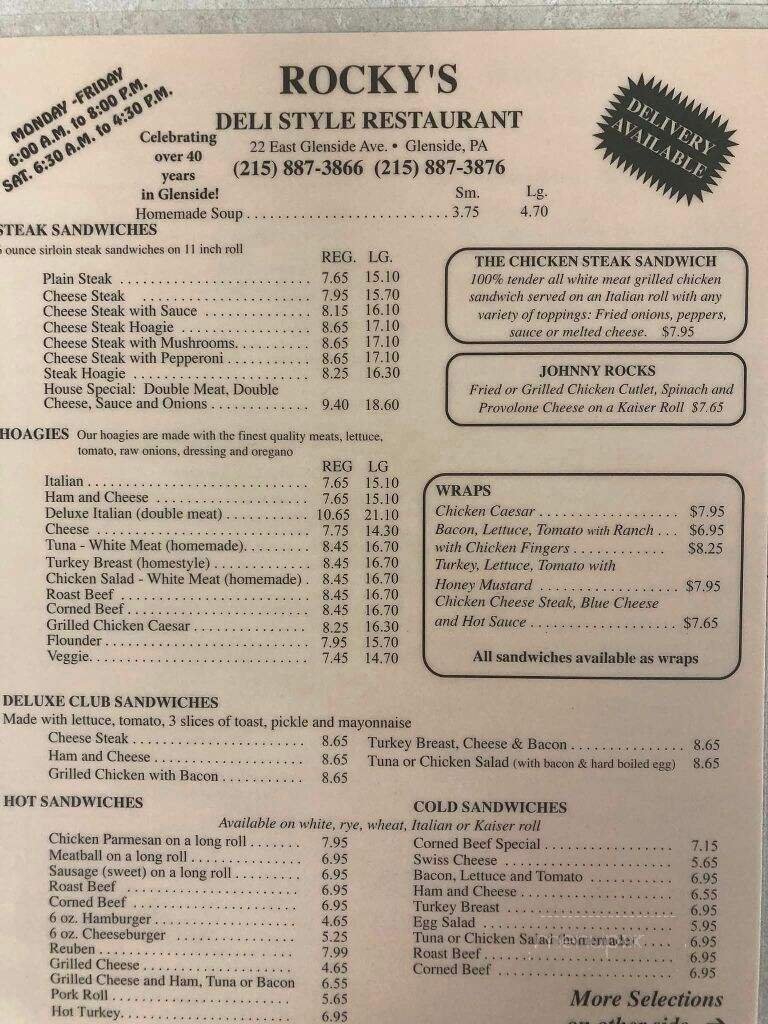 MONDAY -FRIDAY
6:00 A.M. to 8:00 P.M.
SAT. 6:30 A.M. to 4:30 P.M.
ROCKY'S
DELI STYLE RESTAURANT
22 East Glenside Ave. • Glenside, PA
(215) 887-3866 (215) 887-3876
Celebrating
over 40
years
in Glenside!
DELIVERY
AVAILABLE
Sm. Lg.
Homemade Soup . . . . . . . . . . . . . . . . . . . . . . . . . . . 3.75 4.70
STEAK SANDWICHES
ounce sirloin steak sandwiches on 11 inch roll
REG. LG.
Plain Steak . . . . . . . . . . . . . . . . . . . . . . . . . 7.65 15.10
Cheese Steak . . . . . . . . . . . . . . . . . . . . . . 7.95 15.70
Cheese Steak with Sauce . . . . . . . . . . . . . . 8.15 16.10
Cheese Steak Hoagie . . . . . . . . . . . . . . . . . . 8.65 17.10
Cheese Steak with Mushrooms. . . . . . . . . . 8.65 17.10
Cheese Steak with Pepperoni . . . . . . . . . . . 8.65 17.10
Steak Hoagie . . . . . . . . . . . . . . . . . . . . . . . 8.25 16.30
House Special: Double Meat, Double
Cheese, Sauce and Onions . . . . . . . . . . . . . 9.40 18.60
THE CHICKEN STEAK SANDWICH
100% tender all white meat grilled chicken
sandwich served on an Italian roll with any
variety of toppings: Fried onions, peppers,
sauce or melted cheese. $7.95
JOHNNY ROCKS
Fried or Grilled Chicken Cutlet, Spinach and
Provolone Cheese on a Kaiser Roll $7.65
HOAGIES Our hoagies are made with the finest quality meats, lettuce,
tomato, raw onions, dressing and oregano
REG LG
Italian . . . . . . . . . . . . . . . . . . . . . . . . . . . . . 7.65 15.10
Ham and Cheese . . . . . . . . . . . . . . . . . . . . 7.65 15.10
Deluxe Italian (double meat) . . . . . . . . . . . 10.65 21.10
Cheese . . . . . . . . . . . . . . . . . . . . . . . . . . . . 7.75 14.30
Tuna - White Meat (homemade). . . . . . . . . 8.45 16.70
Turkey Breast (homestyle) . . . . . . . . . . . . . 8.45 16.70
Chicken Salad - White Meat (homemade) . 8.45 16.70
Roast Beef . . . . . . . . . . . . . . . . . . . . . . . . . 8.45 16.70
Corned Beef . . . . . . . . . . . . . . . . . . . . . . . . 8.45 16.70
Grilled Chicken Caesar . . . . . . . . . . . . . . . 8.25 16.30
Flounder . . . . . . . . . . . . . . . . . . . . . . . . . . . 7.95 15.70
Veggie. . . . . . . . . . . . . . . . . . . . . . . . . . . . . 7.45 14.70
WRAPS
Chicken Caesar . . . . . . . . . . . . . . . . . . $7.95
Bacon, Lettuce, Tomato with Ranch . . . $6.95
with Chicken Fingers . . . . . . . . . . . . $8.25
Turkey, Lettuce, Tomato with
Honey Mustard . . . . . . . . . . . . . . . . . . $7.95
Chicken Cheese Steak, Blue Cheese
and Hot Sauce . . . . . . . . . . . . . . . . . . . $7.65
All sandwiches available as wraps
DELUXE CLUB SANDWICHES
Made with lettuce, tomato, 3 slices of toast, pickle and mayonnaise
Cheese Steak . . . . . . . . . . . . . . . . . . . . . . . 8.65
Ham and Cheese . . . . . . . . . . . . . . . . . . . . 8.65
Grilled Chicken with Bacon . . . . . . . . . . . 8.65
Turkey Breast, Cheese & Bacon . . . . . . . . . . . . . . . 8.65
Tuna or Chicken Salad (with bacon & hard boiled egg) 8.65
HOT SANDWICHES
COLD SANDWICHES
Available on white, rye, wheat, Italian or Kaiser roll
Chicken Parmesan on a long roll . . . . . . . 7.95
Meatball on a long roll . . . . . . . . . . . . . . . 6.95
Sausage (sweet) on a long roll . . . . . . . . . 6.95
Roast Beef . . . . . . . . . . . . . . . . . . . . . . . . 6.95
Corned Beef . . . . . . . . . . . . . . . . . . . . . . . 6.95
6 oz. Hamburger . . . . . . . . . . . . . . . . . . . . 4.65
6 oz. Cheeseburger . . . . . . . . . . . . . . . . . 5.25
Reuben . . . . . . . . . . . . . . . . . . . . . . . . . . . 7.99
Grilled Cheese . . . . . . . . . . . . . . . . . . . . . 4.65
Grilled Cheese and Ham, Tuna or Bacon 6.55
Pork Roll . . . . . . . . . . . . . . . . . . . . . . . . . 5.65
Hot Turkey. . . . . . . . . . . . . . . . . . . . . . . . 6.95
Corned Beef Special . . . . . . . . . . . . . . . . . . 7.15
Swiss Cheese . . . . . . . . . . . . . . . . . . . . . . . 5.65
Bacon, Lettuce and Tomato . . . . . . . . . . . . 6.95
Ham and Cheese . . . . . . . . . . . . . . . . . . . . . 6.55
Turkey Breast . . . . . . . . . . . . . . . . . . . . . . . 6.95
Egg Salad . . . . . . . . . . . . . . . . . . . . . . . . . . 5.95
Tuna or Chicken Salad (homemade) . . . . . 6.95
Roast Beef . . . . . . . . . . . . . . . . . . . . . . . . . . 6.95
Corned Beef . . . . . . . . . . . . . . . . . . . . . . . . 6.95
More Selections
on other side